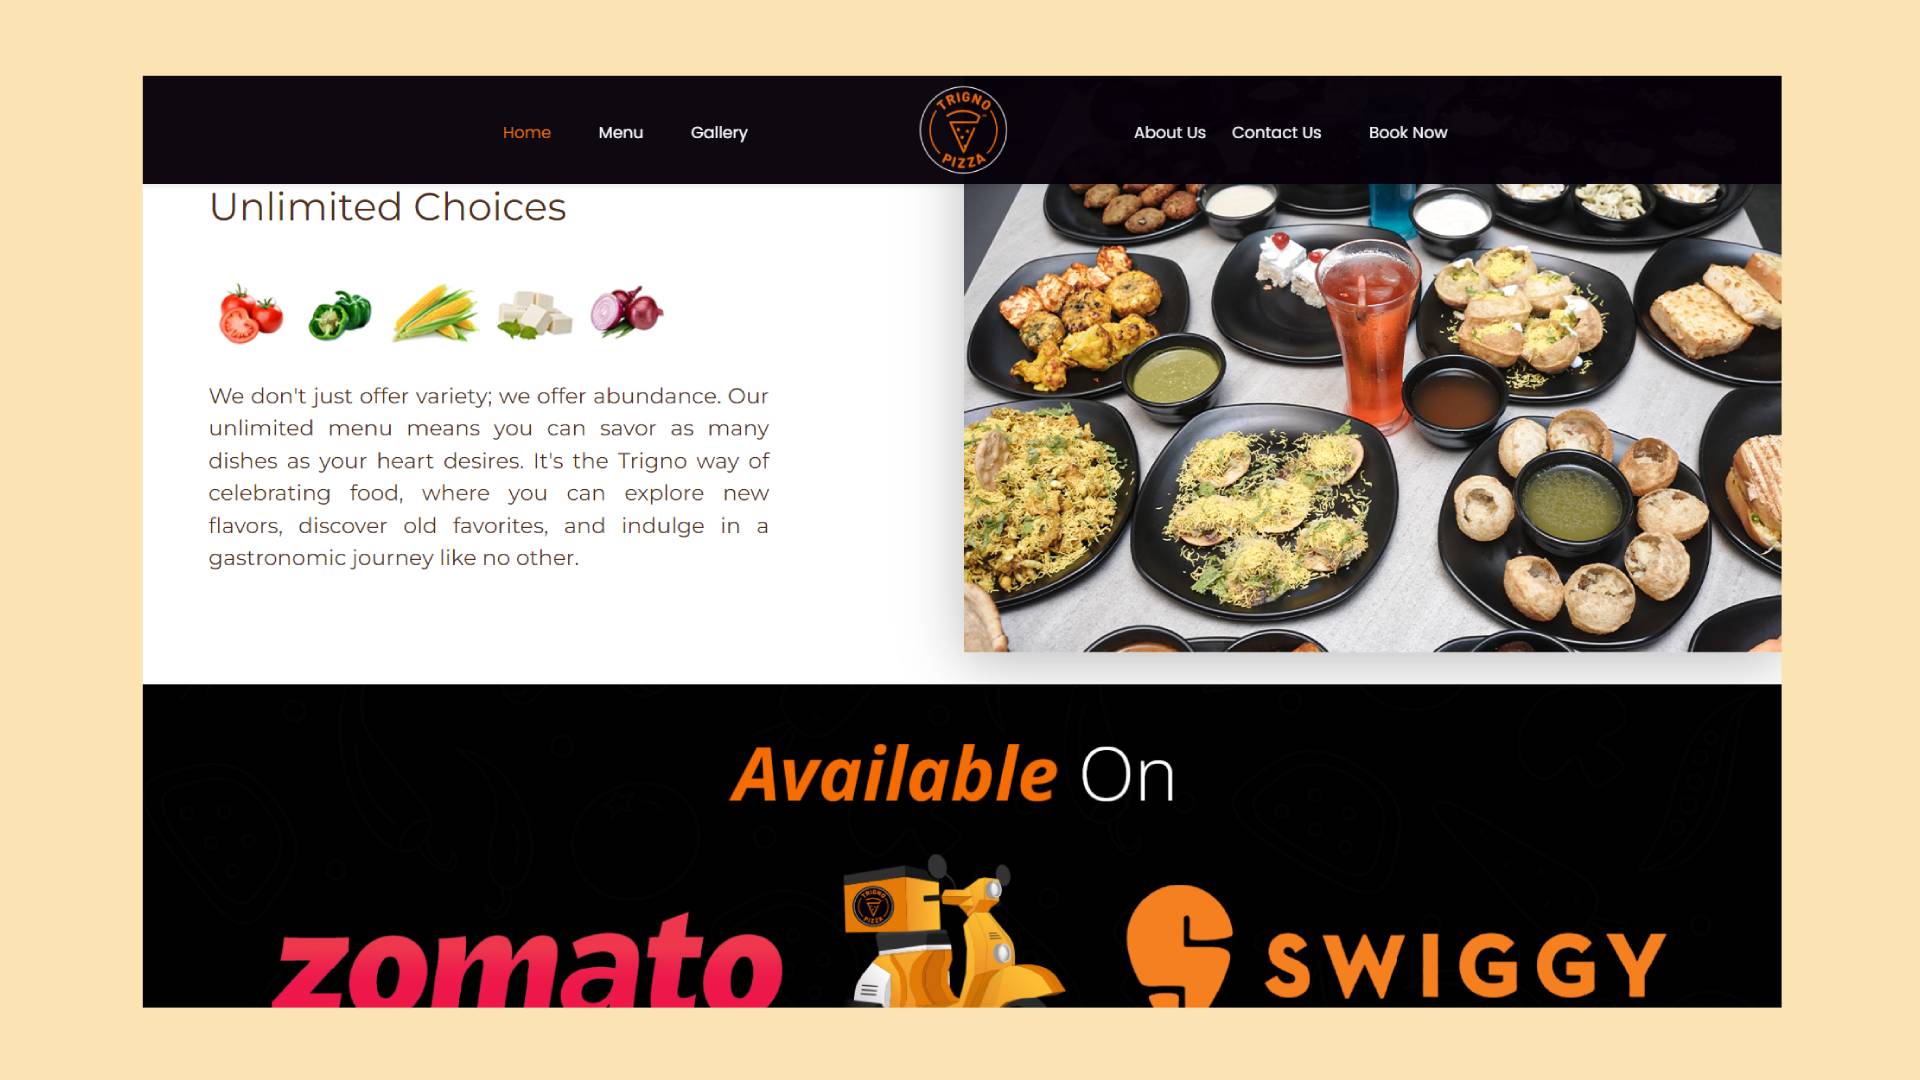 Home Menu Gallery TRIGNO PIZZA About Us Contact Us Book Now
Unlimited Choices
We don't just offer variety; we offer abundance. Our
unlimited menu means you can savor as many
dishes as your heart desires. It's the Trigno way of
celebrating food, where you can explore new
flavors, discover old favorites, and indulge in a
gastronomic journey like no other.
Available On
TRIGNO PIZZA
zomato
SWIGGY